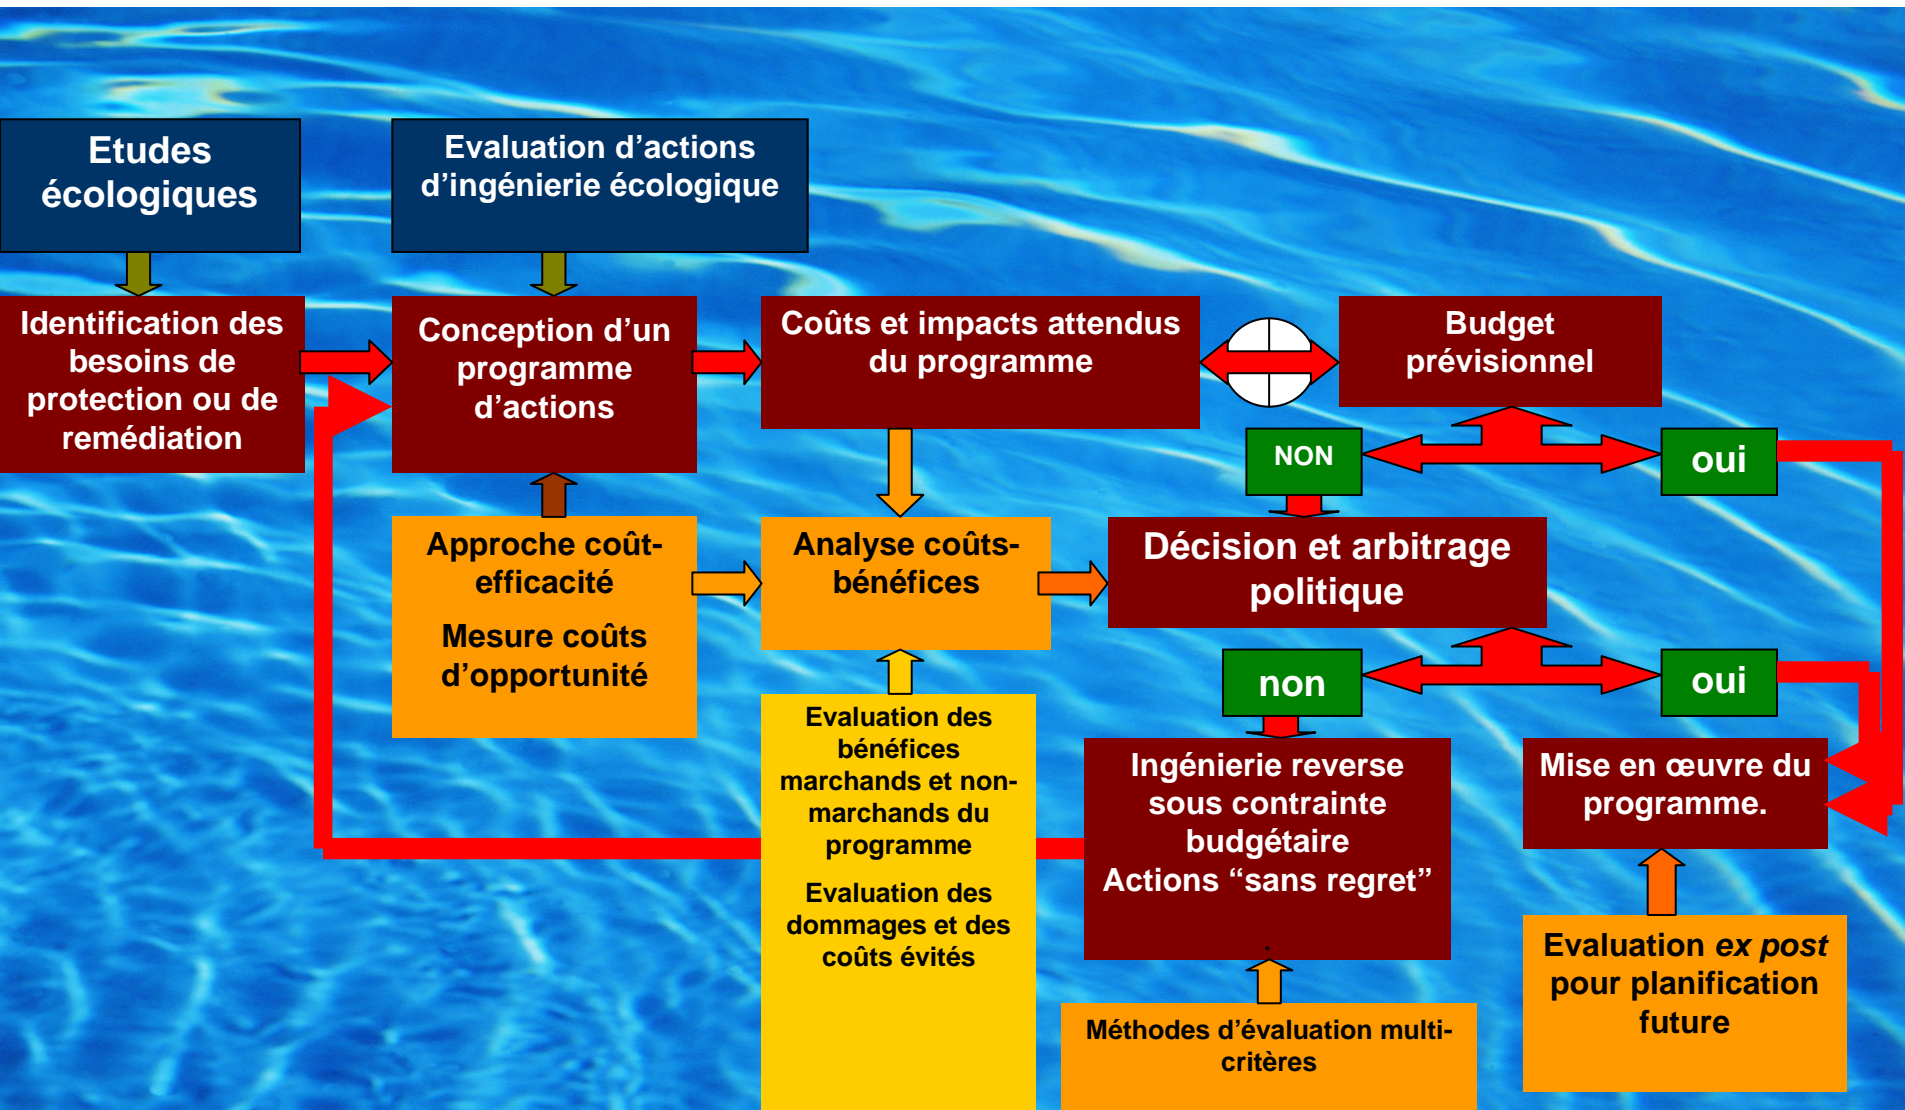 Etudes
écologiques
Evaluation d’actions
d’ingénierie écologique
Identification des
besoins de
protection ou de
remédiation
Conception d’un
programme
d’actions
Coûts et impacts attendus
du programme
Budget
prévisionnel
NON
oui
Approche coût-
efficacité
Mesure coûts
d’opportunité
Analyse coûts-
bénéfices
Décision et arbitrage
politique
non
oui
Evaluation des
bénéfices
marchands et non-
marchands du
programme
Evaluation des
dommages et des
coûts évités
Ingénierie reverse
sous contrainte
budgétaire
Actions “sans regret”
.
Mise en œuvre du
programme.
Méthodes d’évaluation multi-
critères
Evaluation ex post
pour planification
future